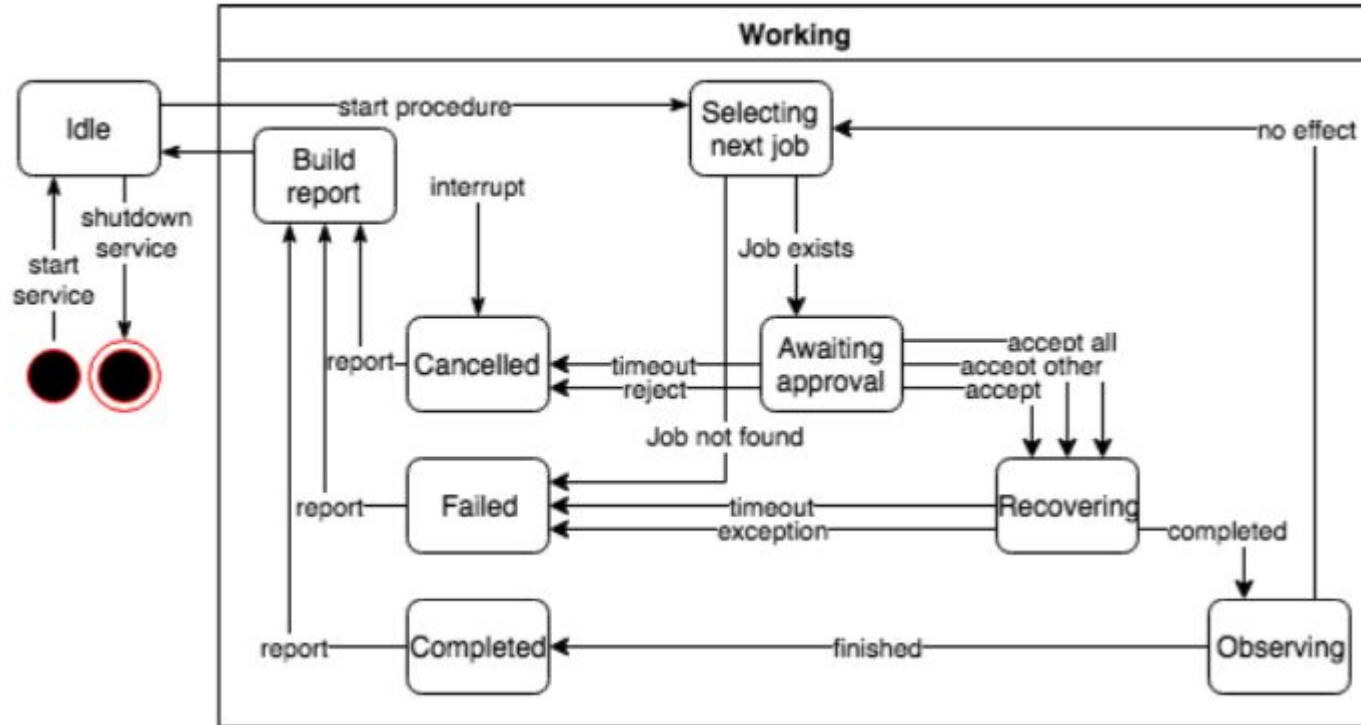 Working
Idle
start procedure
Selecting
next job
no effect
Build
report
interrupt
shutdown
service
start
service
Job exists
report
Cancelled
timeout
reject
Awaiting
approval
accept all
accept other
accept
Job not found
report
Failed
timeout
exception
Recovering
completed
report
Completed
finished
Observing